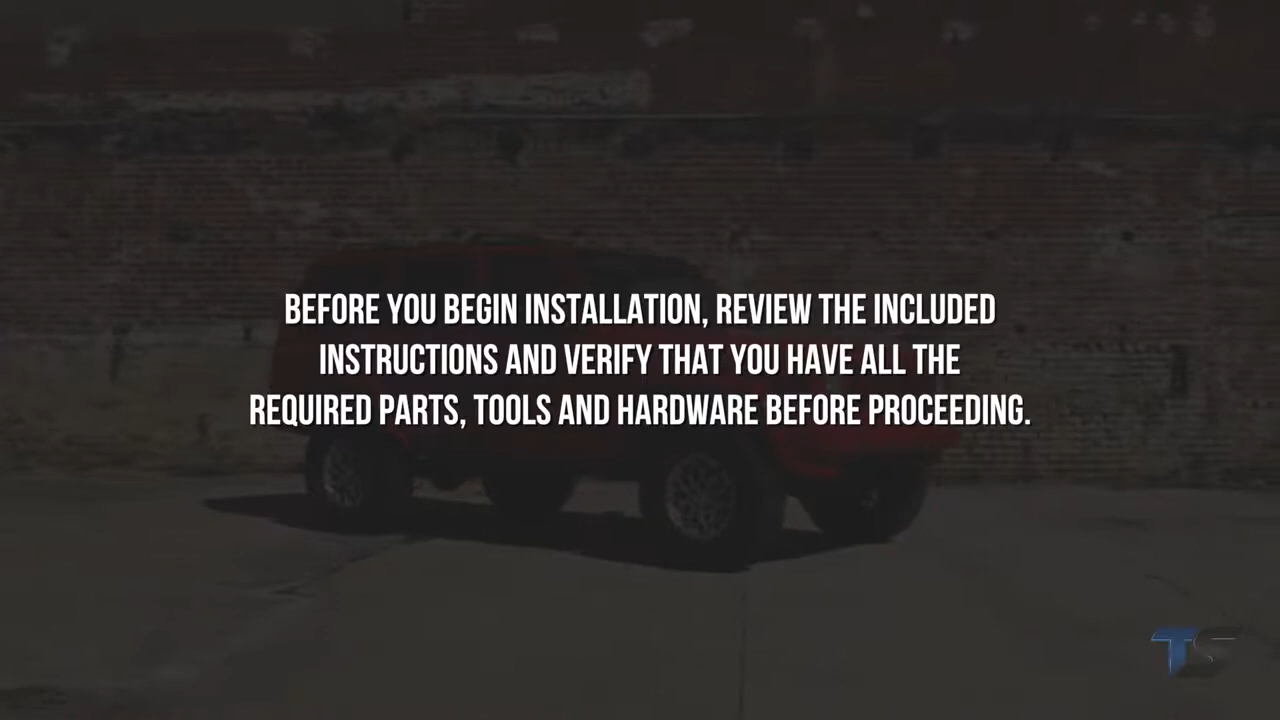 BEFORE YOU BEGIN INSTALLATION, REVIEW THE INCLUDED
INSTRUCTIONS AND VERIFY THAT YOU HAVE ALL THE
REQUIRED PARTS, TOOLS AND HARDWARE BEFORE PROCEEDING.
TS